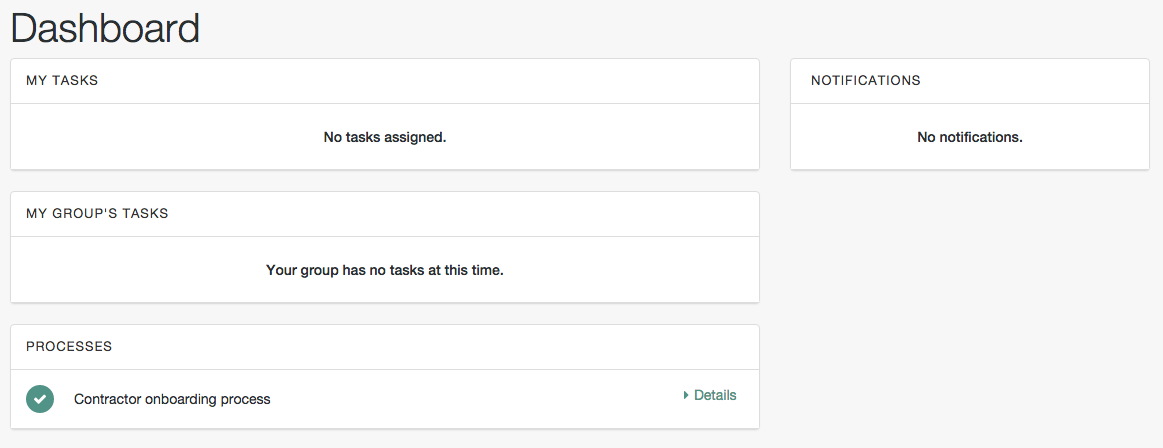 Dashboard
MY TASKS
No tasks assigned.
NOTIFICATIONS
No notifications.
MY GROUP'S TASKS
Your group has no tasks at this time.
PROCESSES
Contractor onboarding process
Details